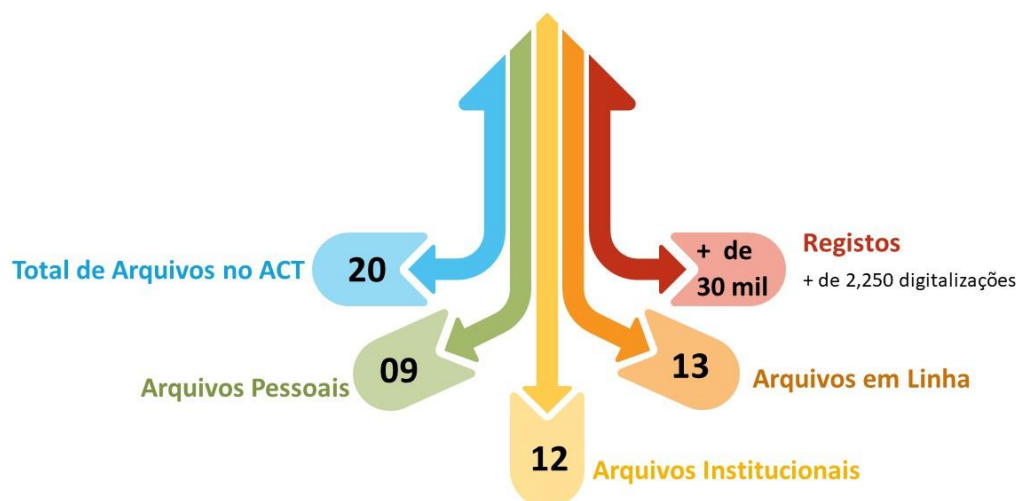 Total de Arquivos no ACT
20
+ de
30 mil
Registos
+ de 2,250 digitalizações
Arquivos Pessoais
09
13
Arquivos em Linha
12
Arquivos Institucionais